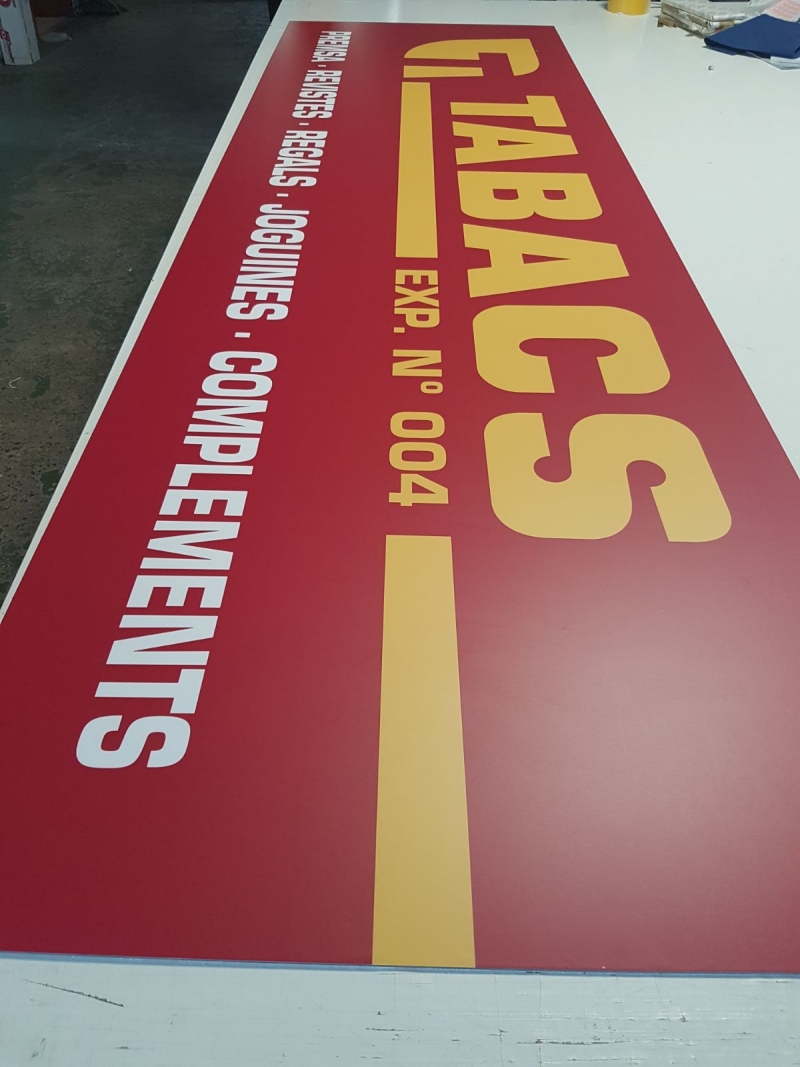 TABACS
EXP. Nº 004
PREMSA · REVISTES · REGALS · JOGUINES · COMPLEMENTS